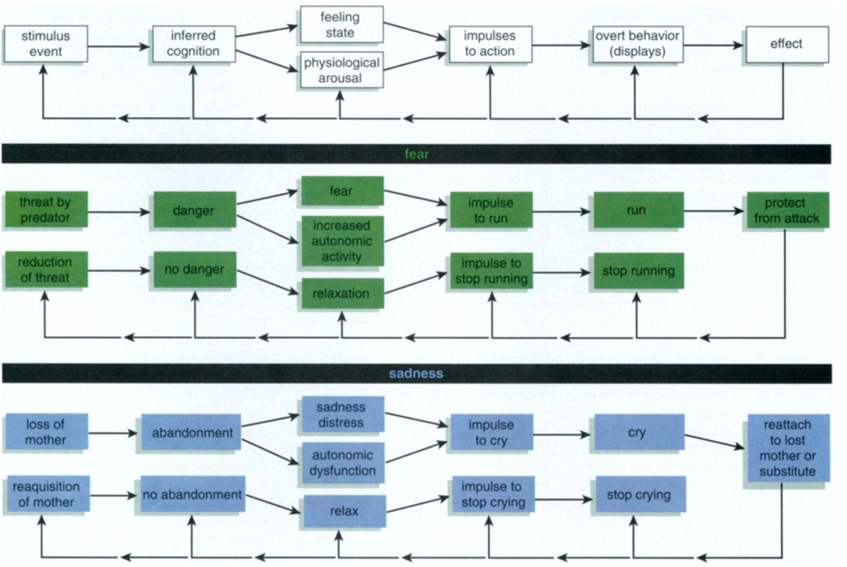 stimulus
event
inferred
cognition
feeling
state
physiological
arousal
impulses
to action
overt behavior
(displays)
effect
fear
threat by
predator
danger
fear
increased
autonomic
activity
impulse
to run
run
protect
from attack
reduction
of threat
no danger
relaxation
impulse to
stop running
stop running
sadness
loss of
mother
abandonment
sadness
distress
autonomic
dysfunction
impulse
to cry
cry
reattach
to lost
mother or
substitute
reaquisition
of mother
no abandonment
relax
impulse to
stop crying
stop crying